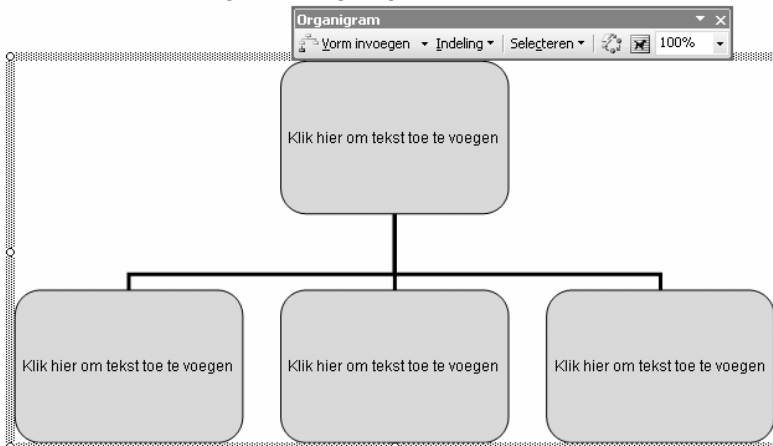 Organigram
Vorm invoegen Indeling Selecteren 100%
Klik hier om tekst toe te voegen
Klik hier om tekst toe te voegen Klik hier om tekst toe te voegen Klik hier om tekst toe te voegen